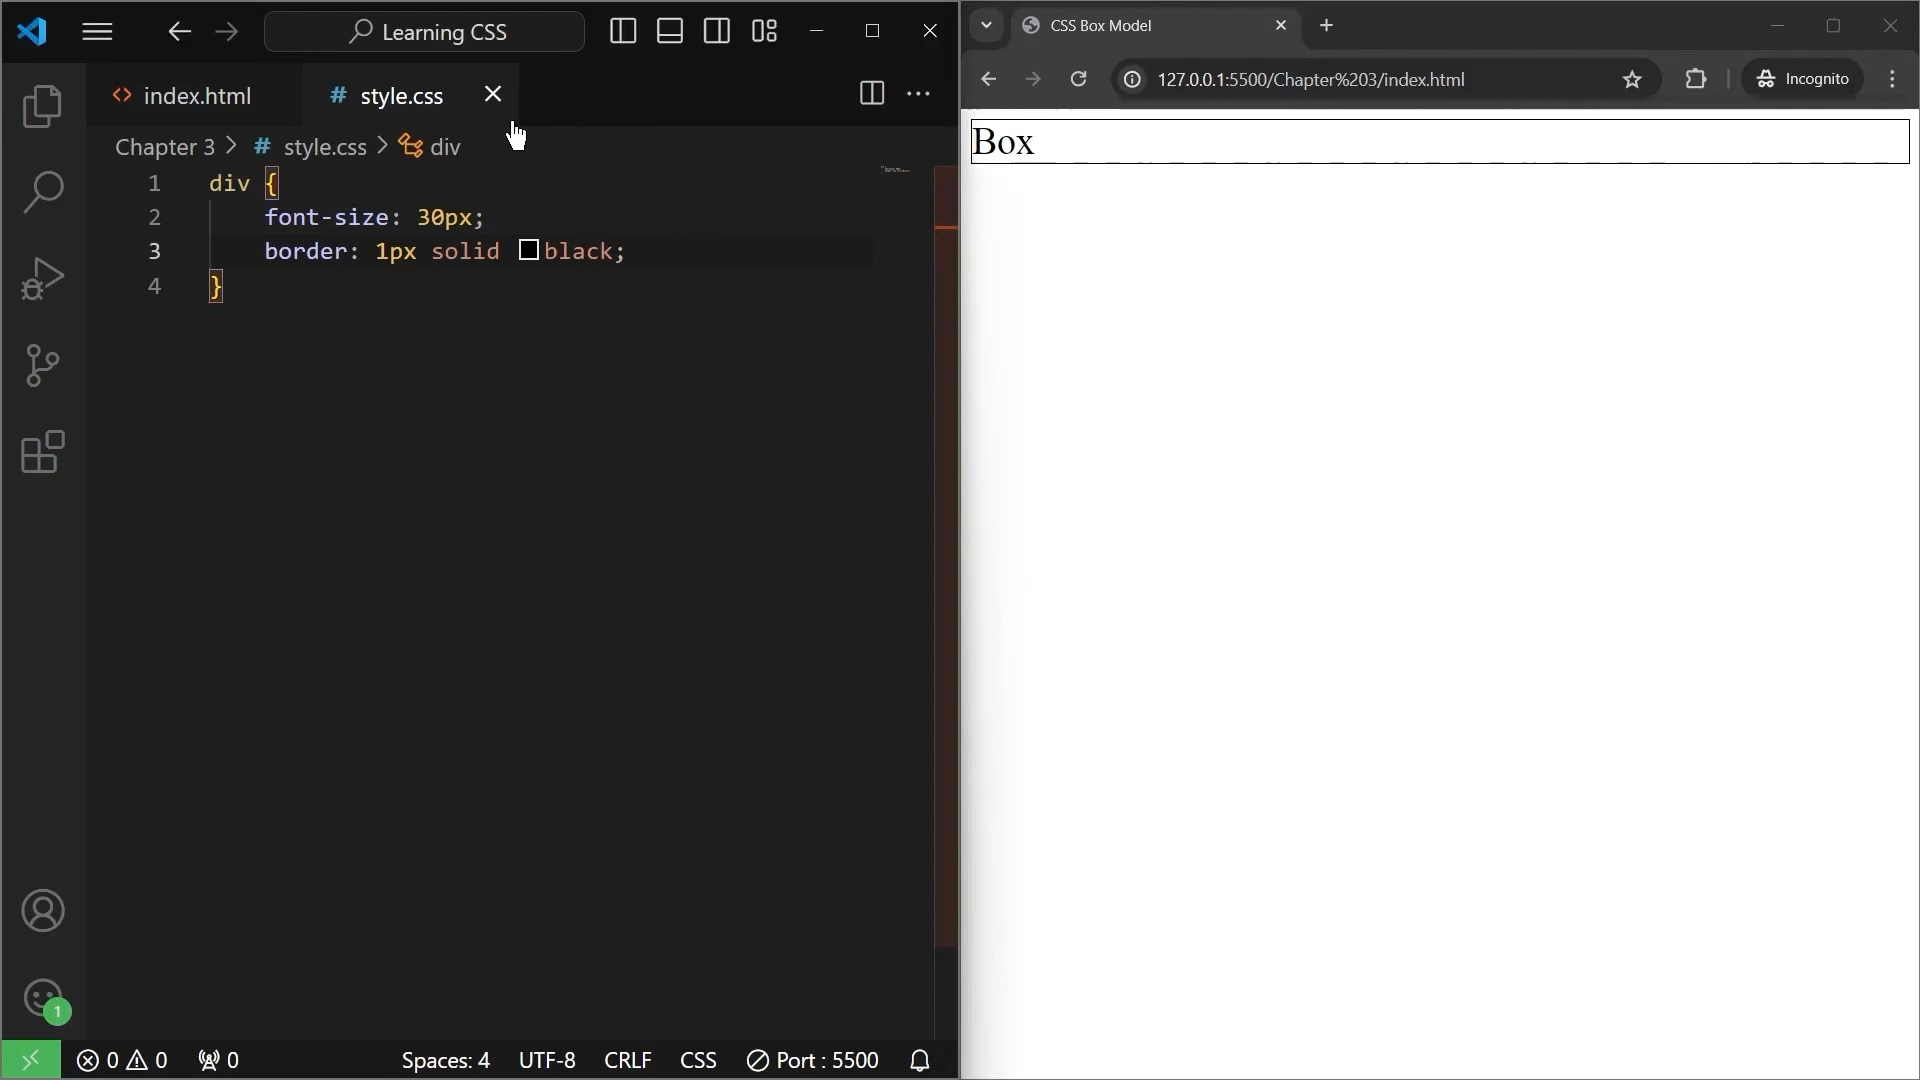 Learning CSS
index.html
# style.css
Chapter 3 > # style.css > div
1 div {
2 font-size: 30px;
3 border: 1px solid black;
4 }
1
0 0 0 Spaces: 4 UTF-8 CRLF CSS Port : 5500
CSS Box Model
127.0.0.1:5500/Chapter%203/index.html
Incognito
Box